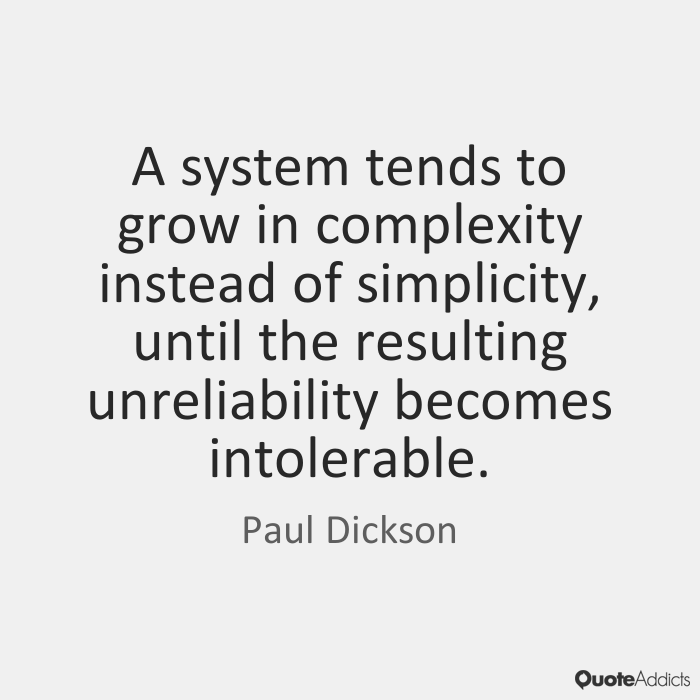 A system tends to
grow in complexity
instead of simplicity,
until the resulting
unreliability becomes
intolerable.
Paul Dickson
QuoteAddicts